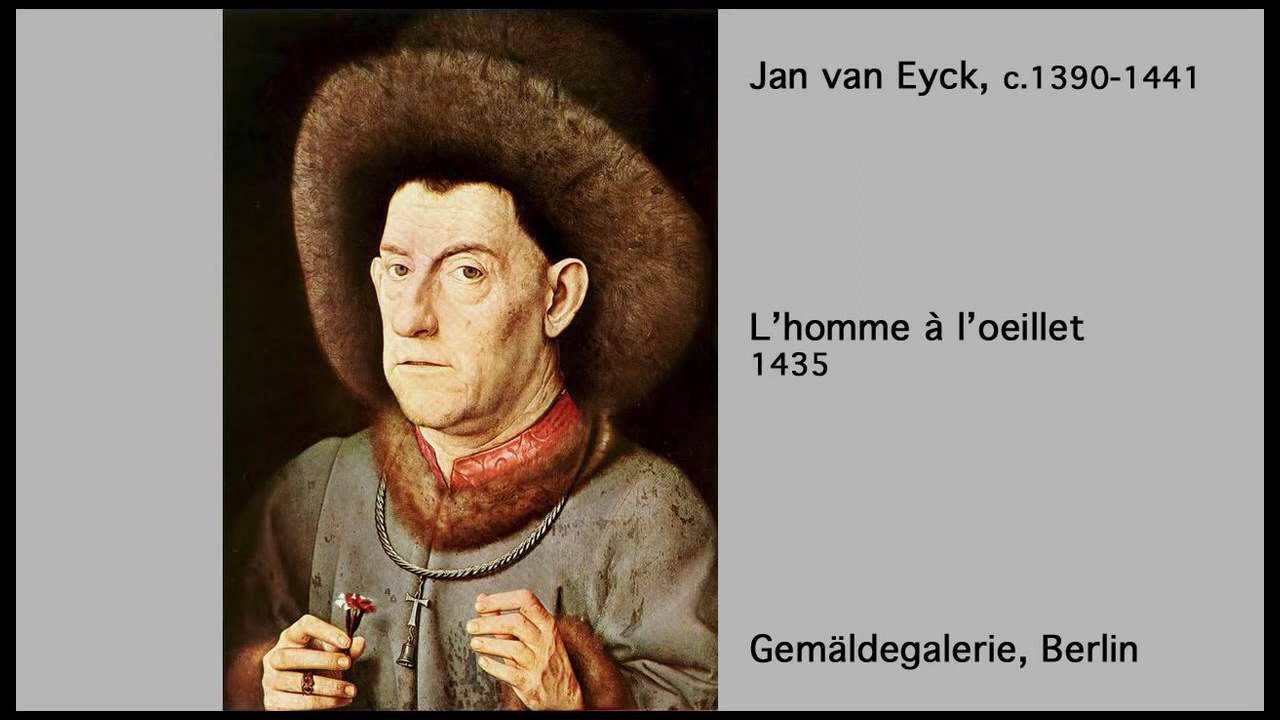 Jan van Eyck, c.1390-1441
L’homme à l’oeillet
1435
Gemäldegalerie, Berlin